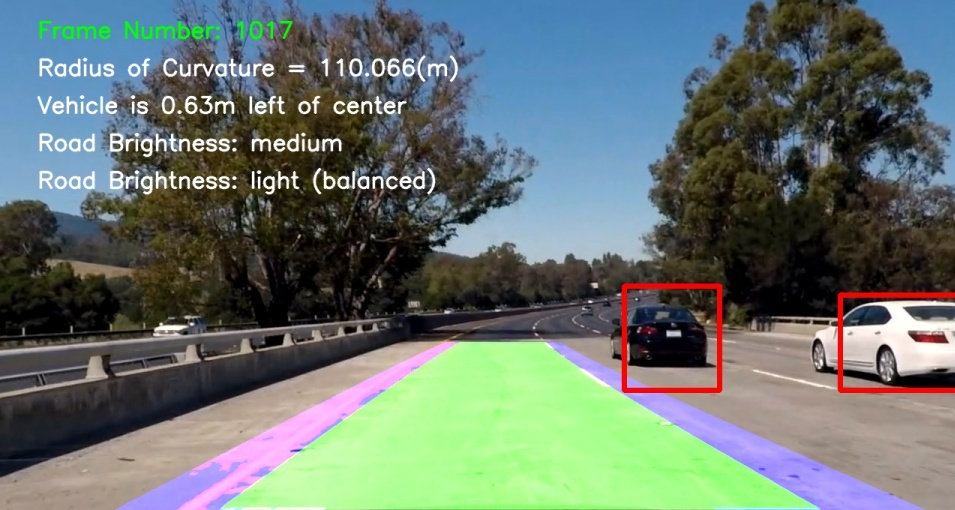 Frame Number: 1017
Radius of Curvature = 110.066(m)
Vehicle is 0.63m left of center
Road Brightness: medium
Road Brightness: light (balanced)